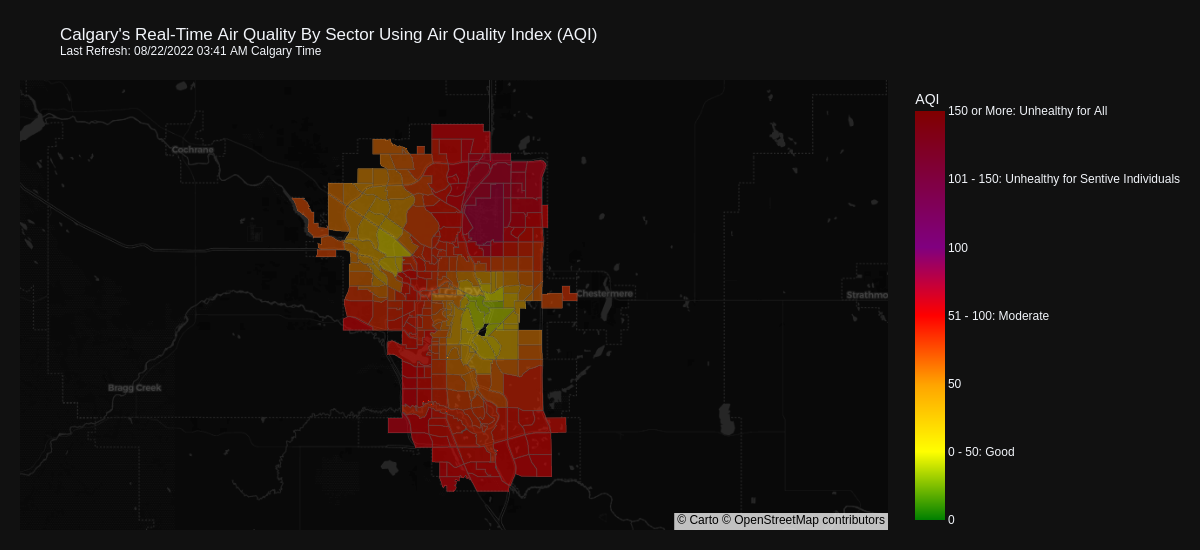 Calgary's Real-Time Air Quality By Sector Using Air Quality Index (AQI)
Last Refresh: 08/22/2022 03:41 AM Calgary Time
AQI
150 or More: Unhealthy for All
Cochrane
101 - 150: Unhealthy for Sentive Individuals
100
CALGARY
Chestermere
Strathmo
51 - 100: Moderate
Bragg Creek
50
0 - 50: Good
© Carto © OpenStreetMap contributors
0